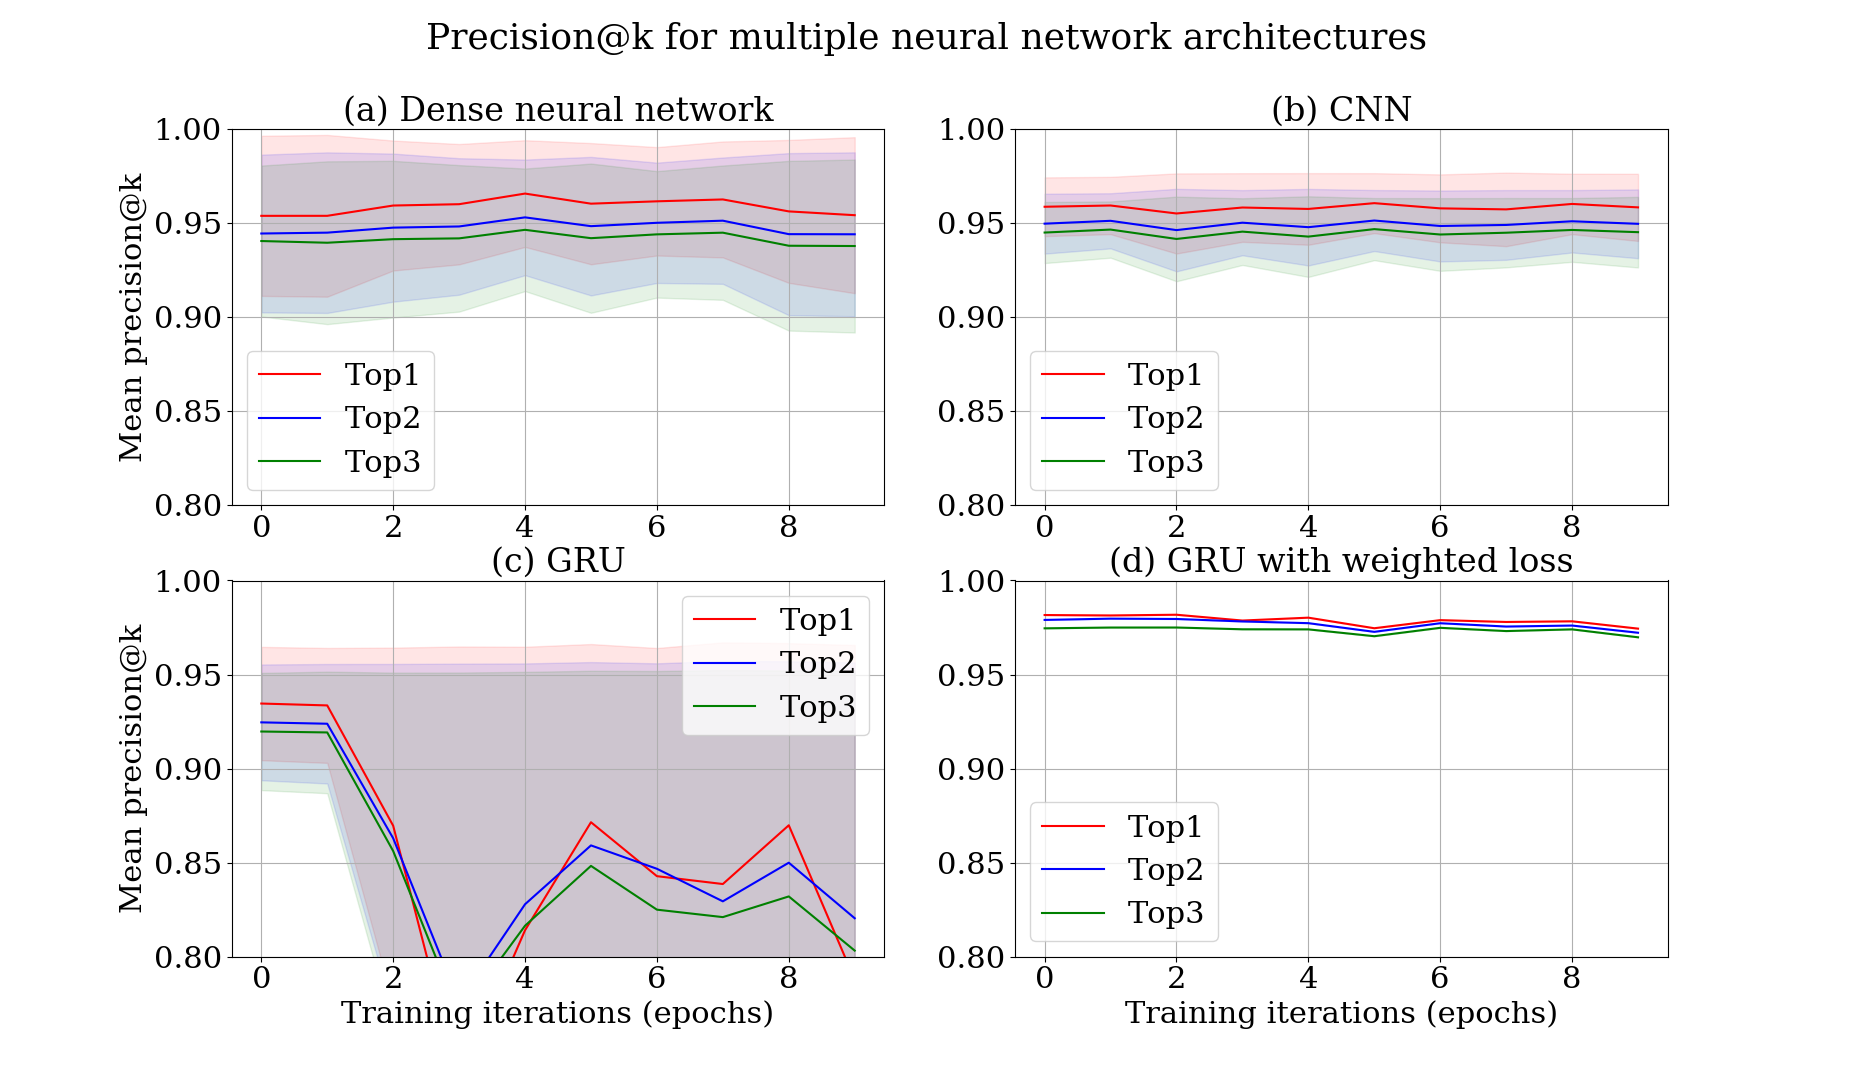 Precision@k for multiple neural network architectures
(a) Dense neural network
Mean precision@k
1.00
0.95
0.90
0.85
0.80
Top1
Top2
Top3
0 2 4 6 8
(b) CNN
1.00
0.95
0.90
0.85
0.80
Top1
Top2
Top3
0 2 4 6 8
(c) GRU
Mean precision@k
1.00
0.95
0.90
0.85
0.80
Top1
Top2
Top3
0 2 4 6 8
Training iterations (epochs)
(d) GRU with weighted loss
1.00
0.95
0.90
0.85
0.80
Top1
Top2
Top3
0 2 4 6 8
Training iterations (epochs)